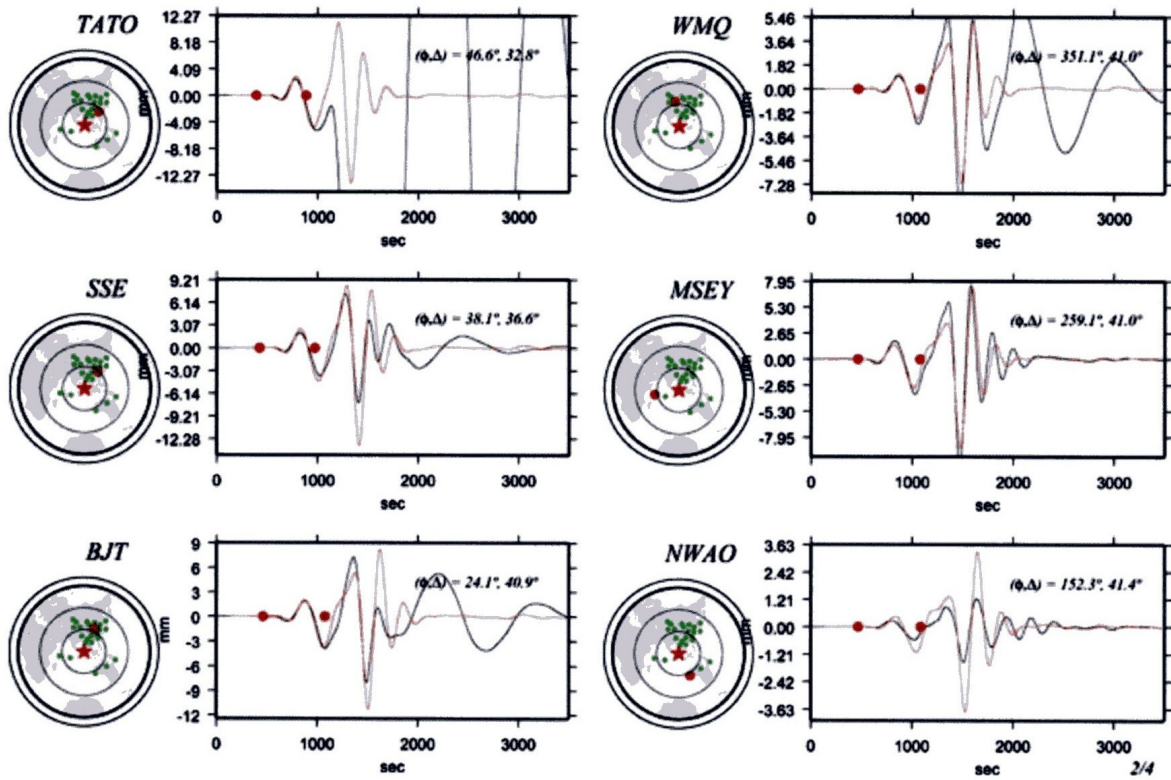 TATO
12.27
8.18
4.09
0.00
-4.09
-8.18
-12.27
mm
(ϕ,Δ) = 46.6°, 32.8°
0 1000 2000 3000
sec
WMQ
5.46
3.64
1.82
0.00
-1.82
-3.64
-5.46
-7.28
mm
(ϕ,Δ) = 351.1°, 41.0°
0 1000 2000 3000
sec
SSE
9.21
6.14
3.07
0.00
-3.07
-6.14
-9.21
-12.28
mm
(ϕ,Δ) = 38.1°, 36.6°
0 1000 2000 3000
sec
MSEY
7.95
5.30
2.65
0.00
-2.65
-5.30
-7.95
mm
(ϕ,Δ) = 259.1°, 41.0°
0 1000 2000 3000
sec
BJT
9
6
3
0
-3
-6
-9
-12
mm
(ϕ,Δ) = 24.1°, 40.9°
0 1000 2000 3000
sec
NWAO
3.63
2.42
1.21
0.00
-1.21
-2.42
-3.63
mm
(ϕ,Δ) = 152.3°, 41.4°
0 1000 2000 3000
sec
2/4